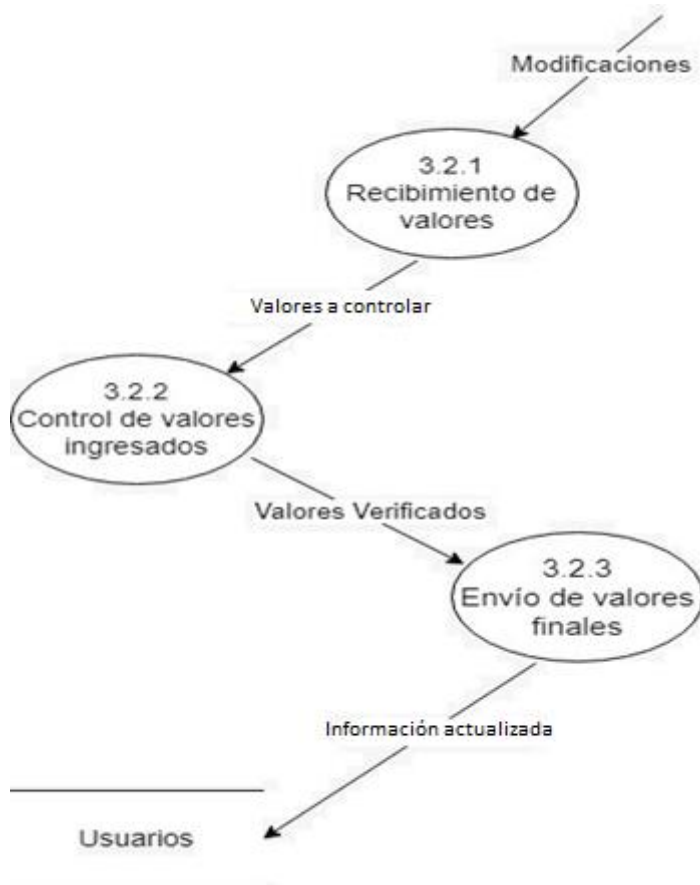 Modificaciones
3.2.1
Recibimiento de
valores
Valores a controlar
3.2.2
Control de valores
ingresados
Valores Verificados
3.2.3
Envío de valores
finales
Información actualizada
Usuarios